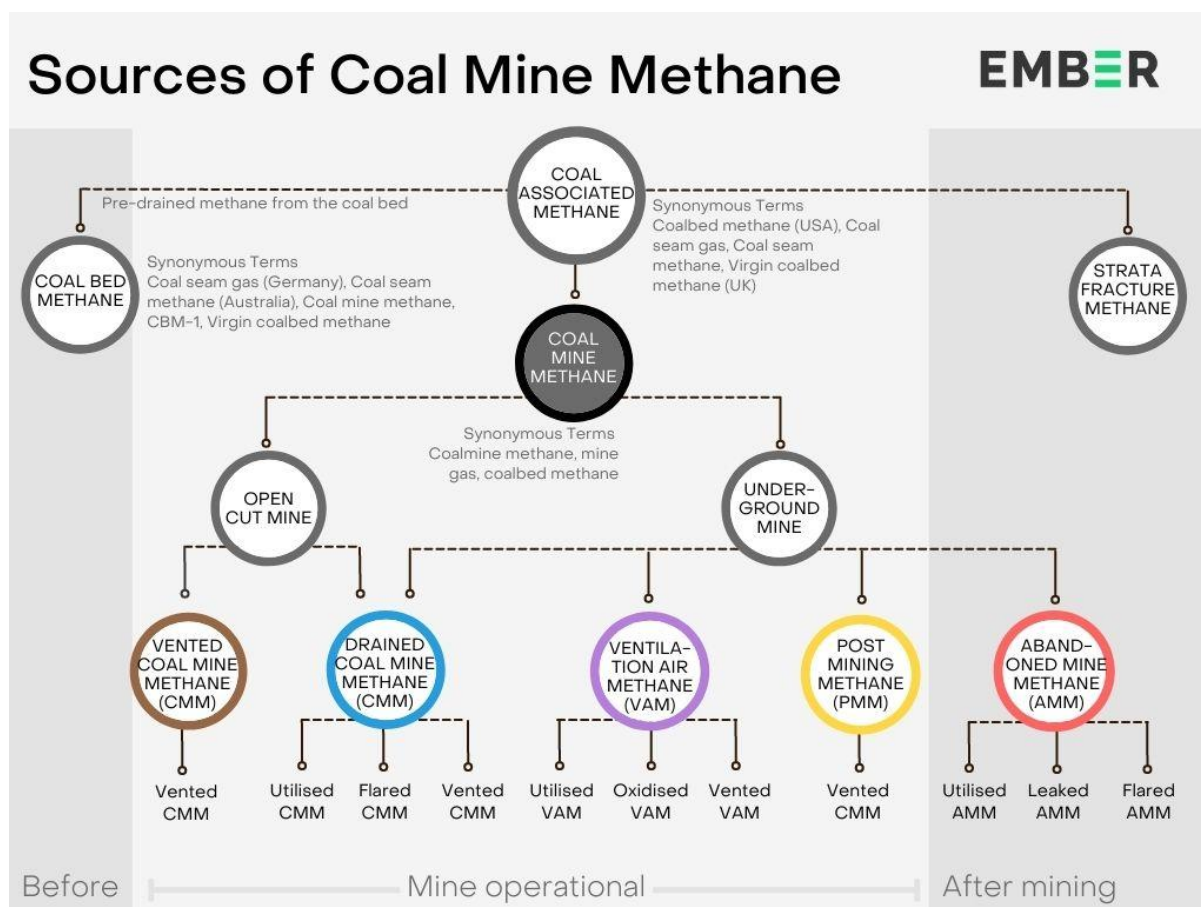 Sources of Coal Mine Methane
EMBER
COAL
ASSOCIATED
METHANE
Pre-drained methane from the coal bed
Synonymous Terms
Coalbed methane (USA), Coal
seam gas, Coal seam
methane, Virgin coalbed
methane (UK)
COAL BED
METHANE
Synonymous Terms
Coal seam gas (Germany), Coal seam
methane (Australia), Coal mine methane,
CBM-1, Virgin coalbed methane
STRATA
FRACTURE
METHANE
COAL
MINE
METHANE
Synonymous Terms
Coalmine methane, mine
gas, coalbed methane
OPEN
CUT MINE
UNDER-
GROUND
MINE
VENTED
COAL MINE
METHANE
(CMM)
DRAINED
COAL MINE
METHANE
(CMM)
VENTILA-
TION AIR
METHANE
(VAM)
POST
MINING
METHANE
(PMM)
ABAND-
ONED MINE
METHANE
(AMM)
Vented
CMM
Utilised
CMM
Flared
CMM
Vented
CMM
Utilised
VAM
Oxidised
VAM
Vented
VAM
Vented
CMM
Utilised
AMM
Leaked
AMM
Flared
AMM
Before
Mine operational
After mining